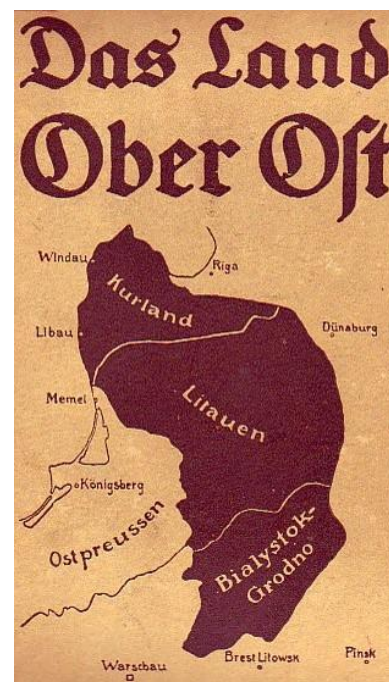 Das Land
Ober Ost
Windau
Riga
Kurland
Libau
Dünaburg
Memel
Litauen
Königsberg
Ostpreussen
Bialystok-
Grodno
Warschau
Brest Litowsk
Pinsk